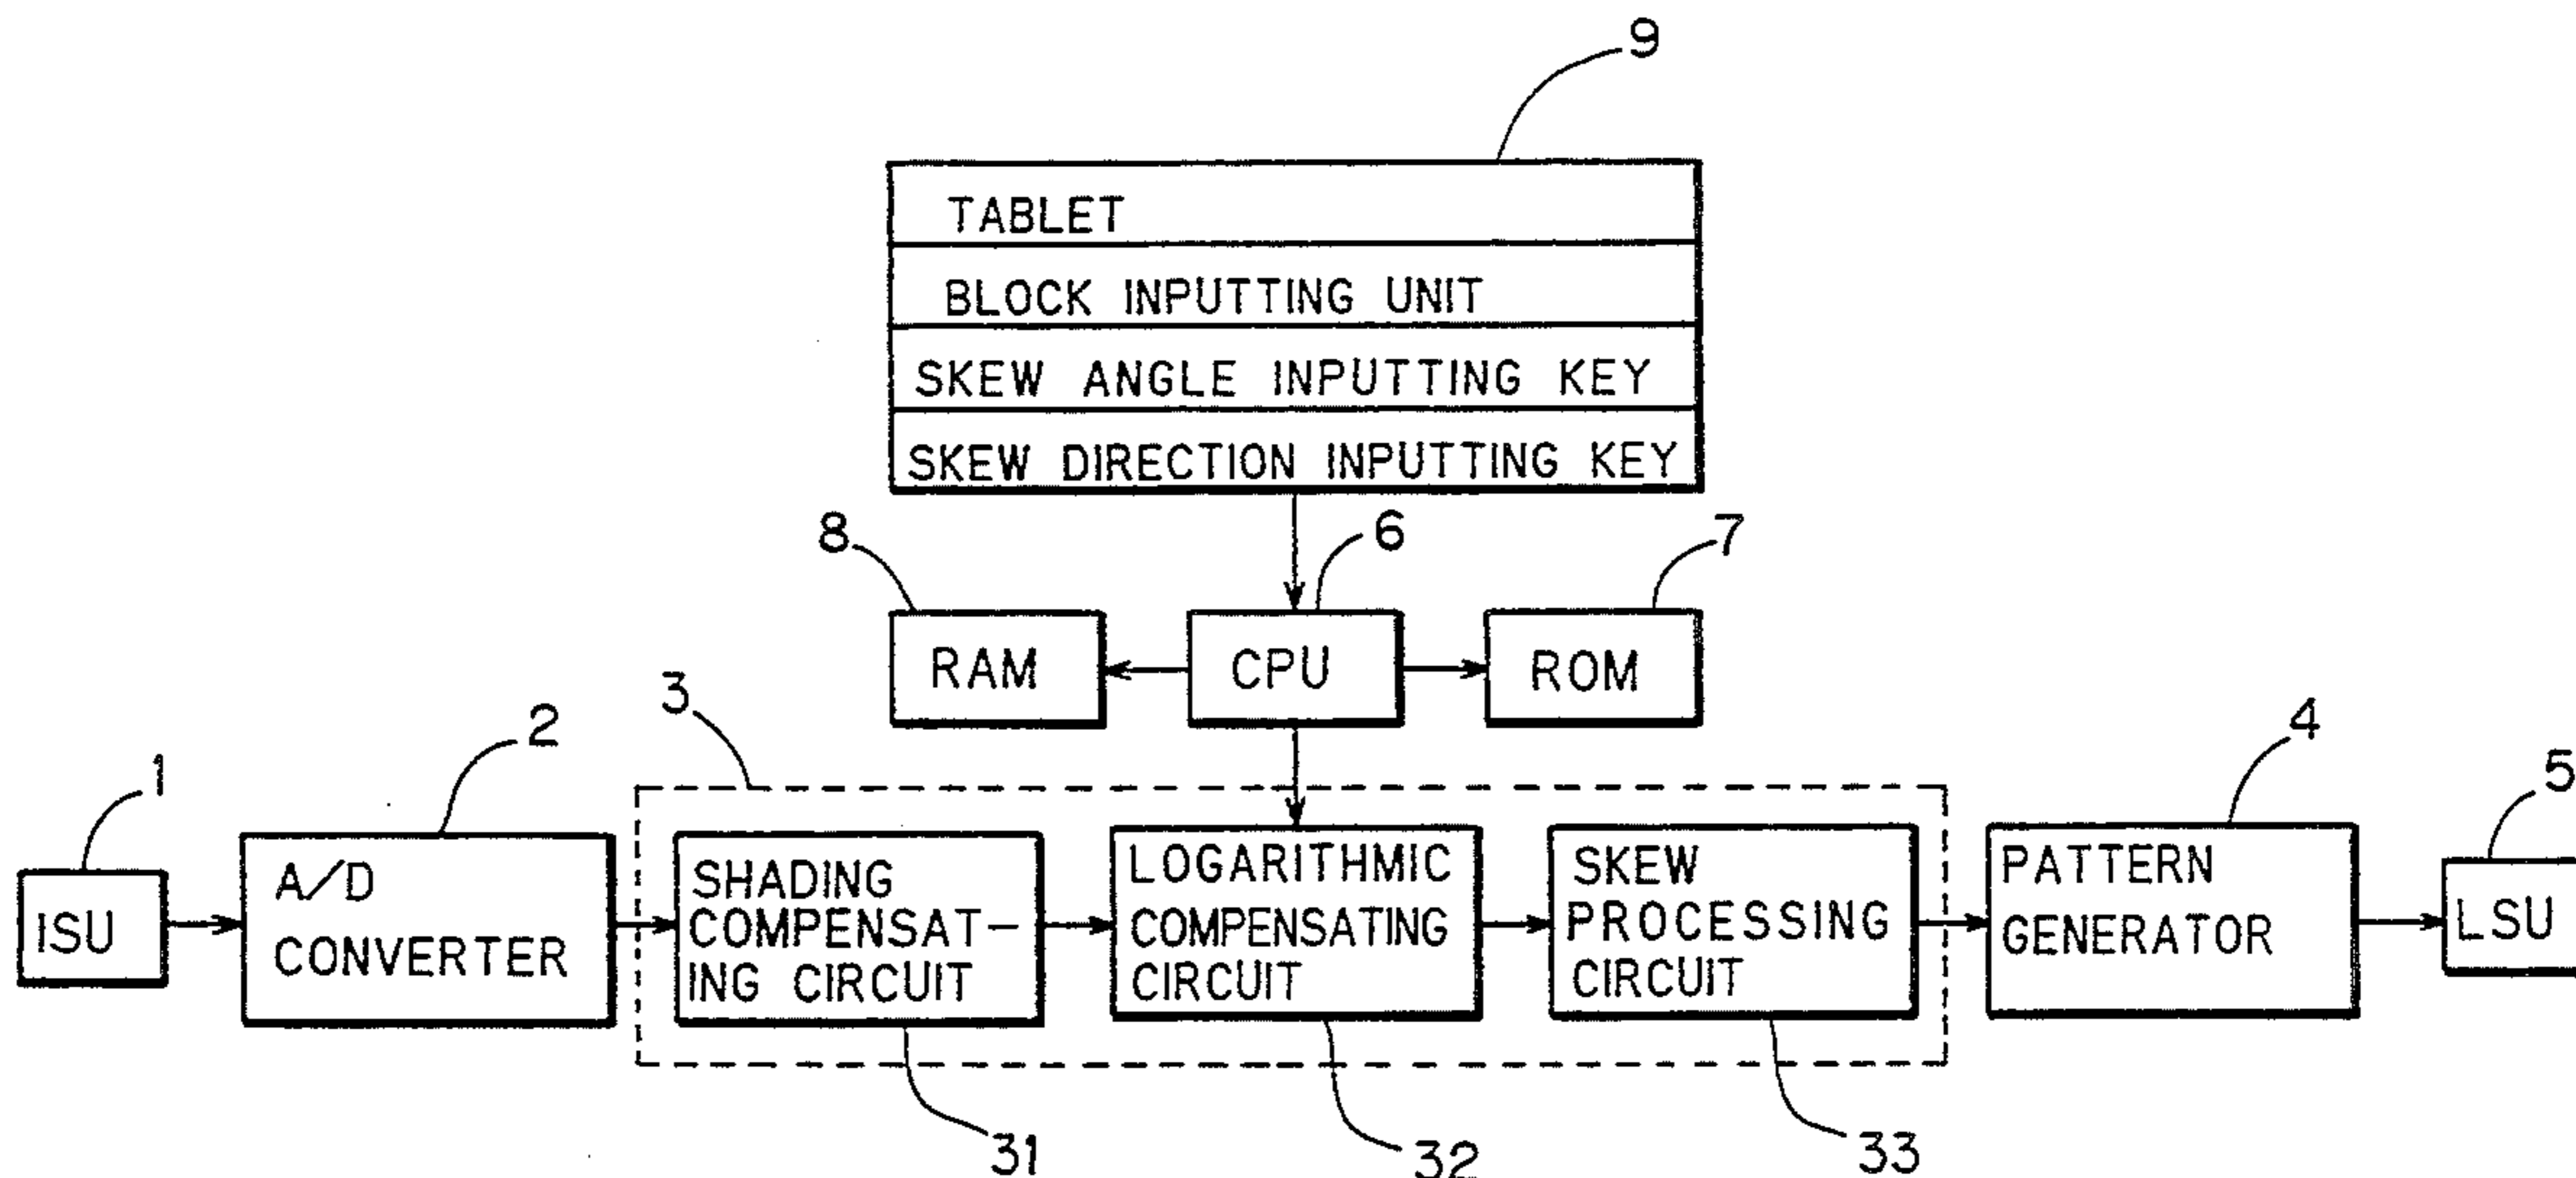 9
TABLET
BLOCK INPUTTING UNIT
SKEW ANGLE INPUTTING KEY
SKEW DIRECTION INPUTTING KEY
8
6
7
RAM
CPU
ROM
3
1
2
4
5
ISU
A/D
CONVERTER
SHADING
COMPENSAT-
ING CIRCUIT
LOGARITHMIC
COMPENSATING
CIRCUIT
SKEW
PROCESSING
CIRCUIT
PATTERN
GENERATOR
LSU
31
32
33